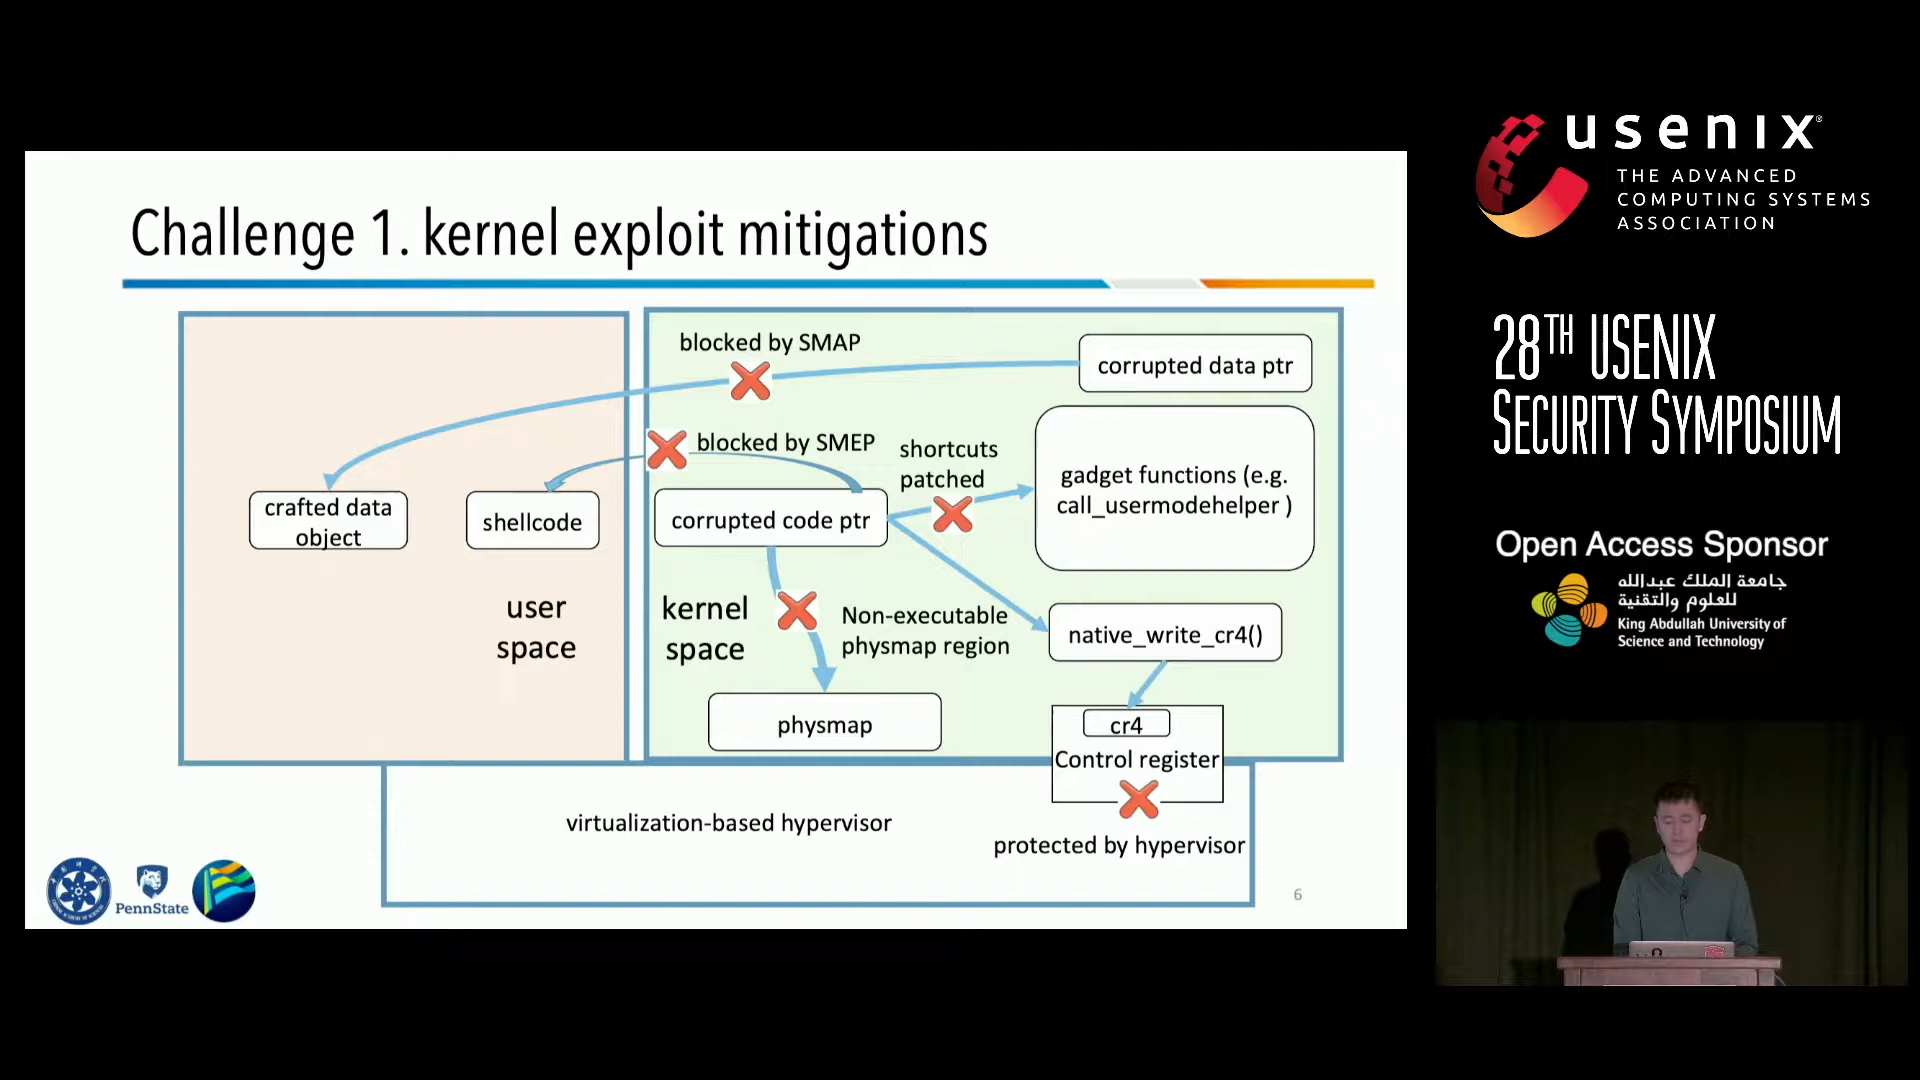 Challenge 1. kernel exploit mitigations
blocked by SMAP
corrupted data ptr
blocked by SMEP
shortcuts
patched
gadget functions (e.g.
call_usermodehelper )
crafted data
object
shellcode
corrupted code ptr
user
space
kernel
space
Non-executable
physmap region
native_write_cr4()
physmap
cr4
Control register
virtualization-based hypervisor
protected by hypervisor
PennState
6
usenix
THE ADVANCED
COMPUTING SYSTEMS
ASSOCIATION
28TH USENIX
SECURITY SYMPOSIUM
Open Access Sponsor
جامعة الملك عبدالله
للعلوم والتقنية
King Abdullah University of
Science and Technology